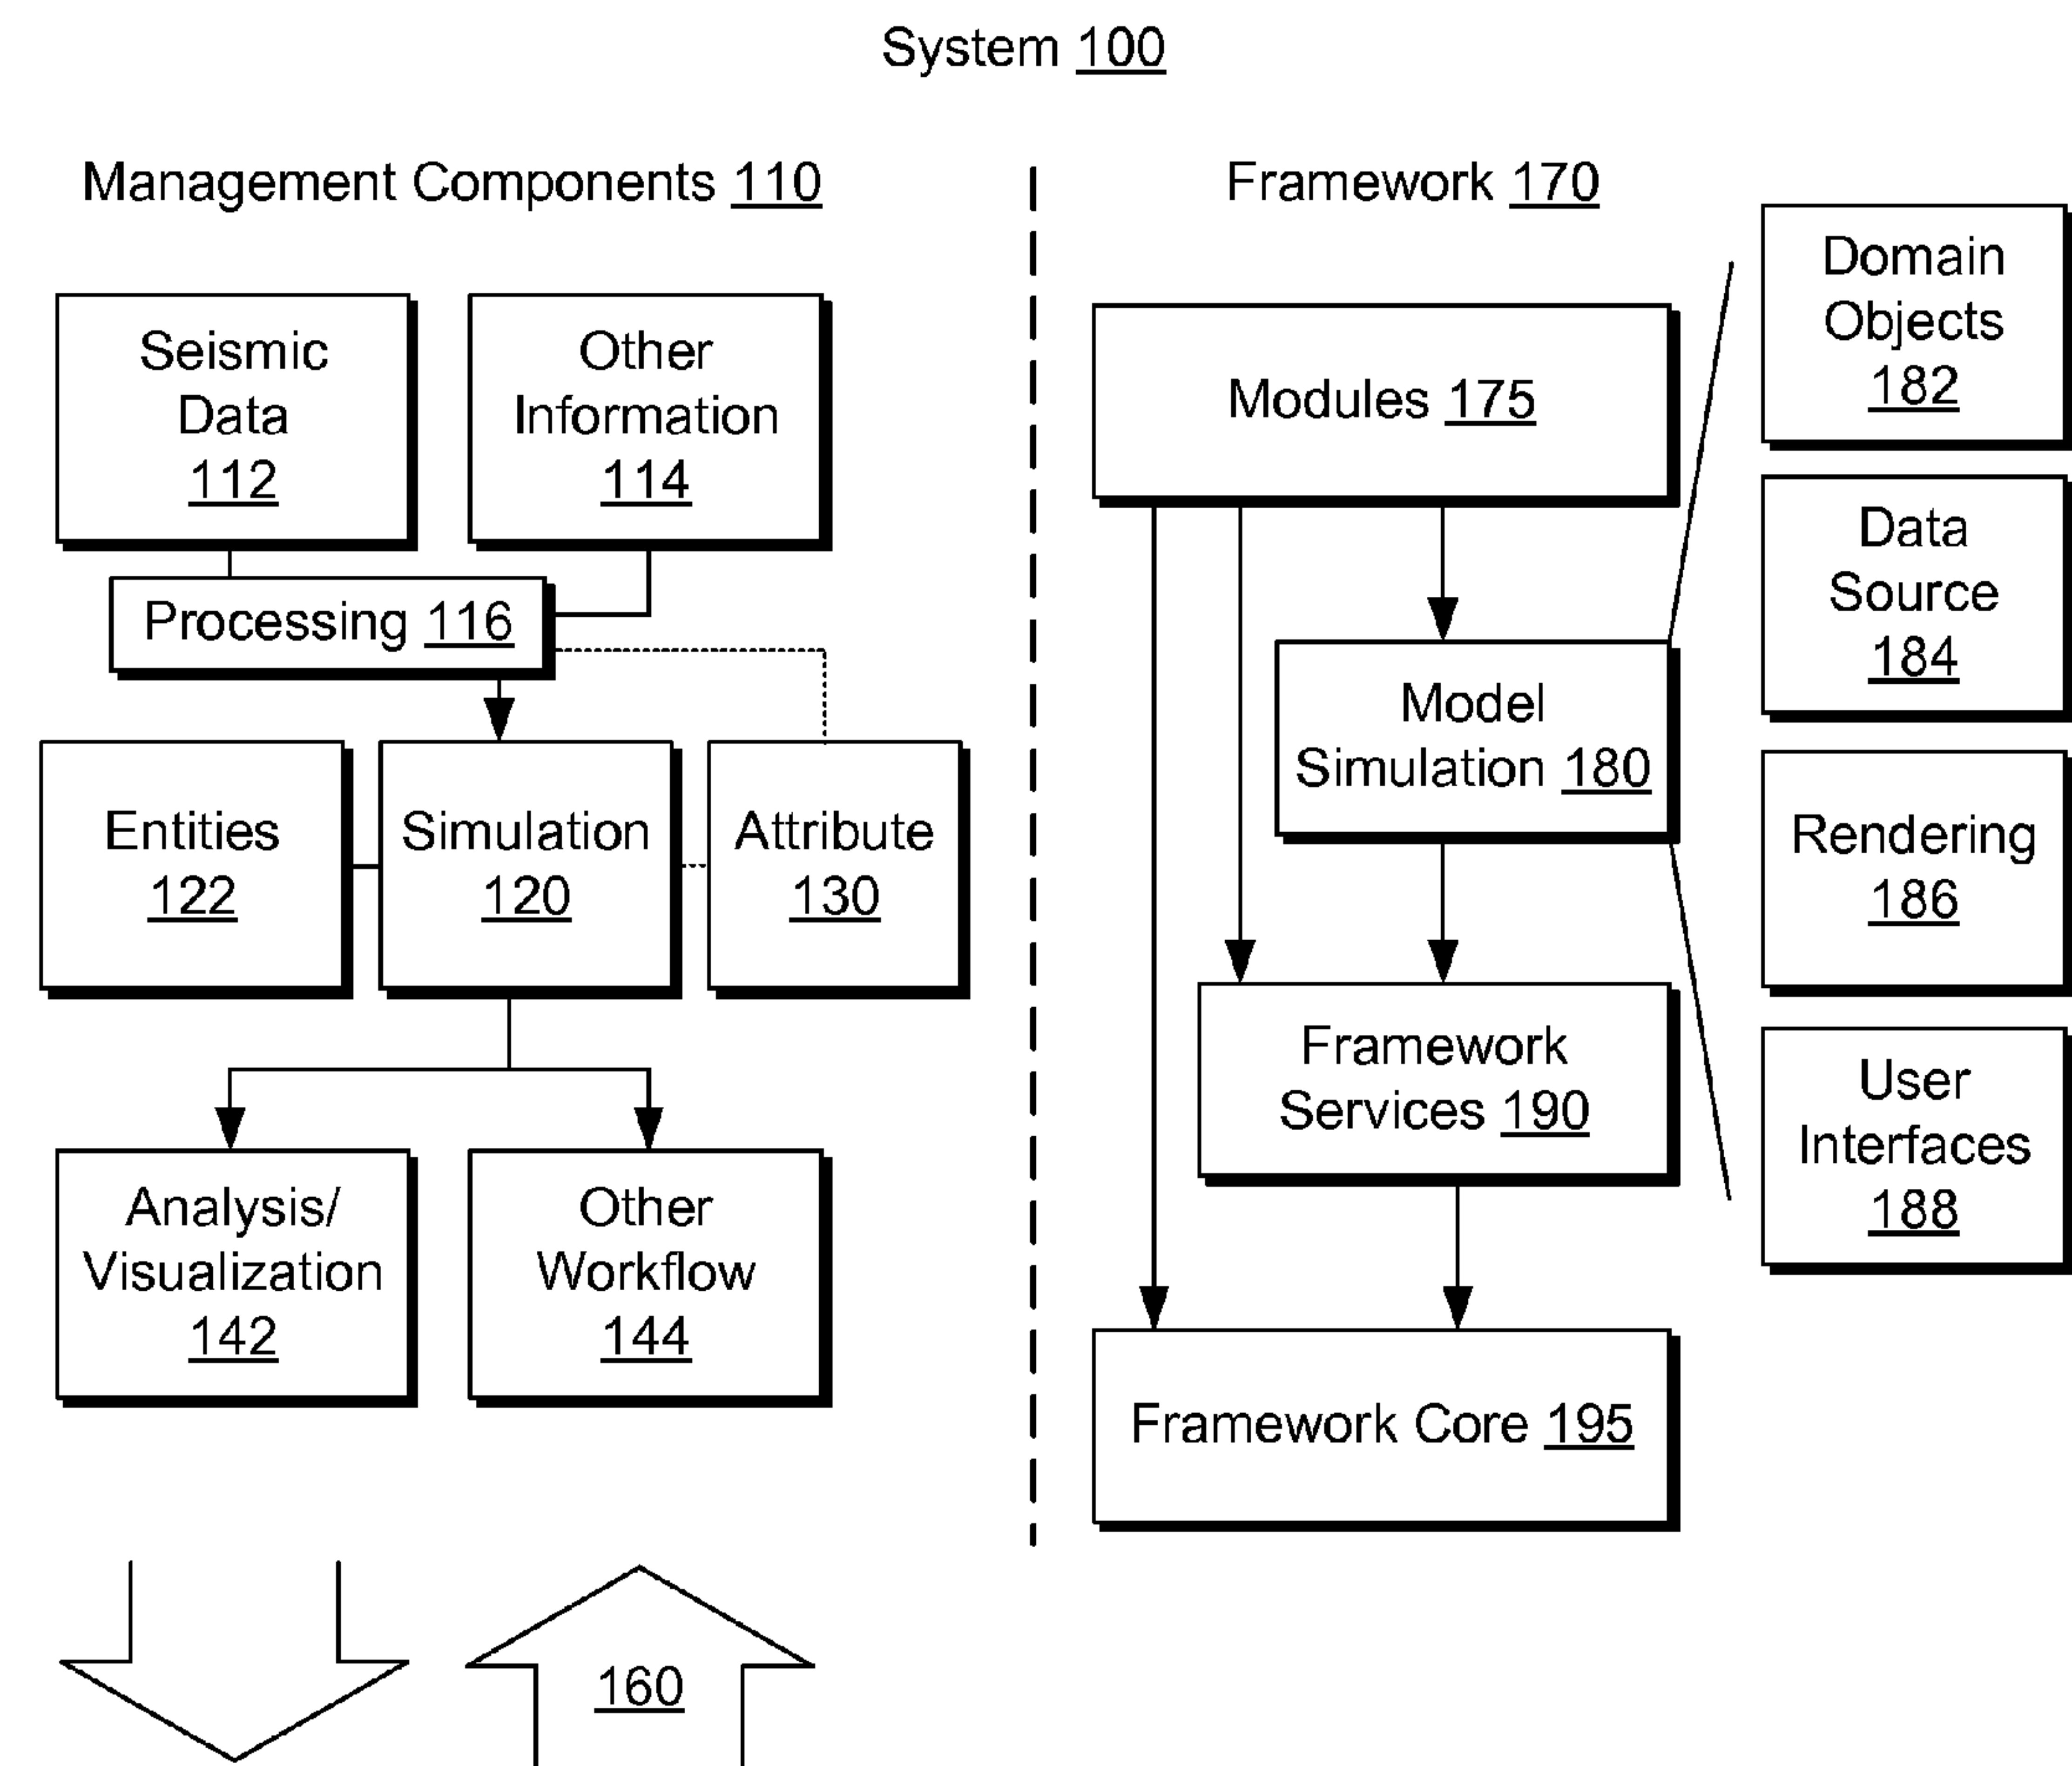 System 100
Management Components 110
Seismic
Data
112
Other
Information
114
Processing 116
Entities
122
Simulation
120
Attribute
130
Analysis/
Visualization
142
Other
Workflow
144
160
Framework 170
Modules 175
Model
Simulation 180
Framework
Services 190
Framework Core 195
Domain
Objects
182
Data
Source
184
Rendering
186
User
Interfaces
188